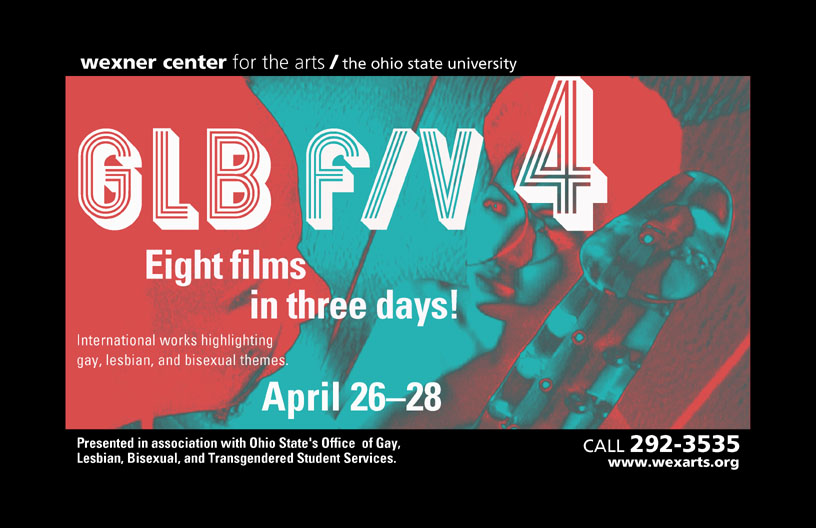 wexner center for the arts / the ohio state university
GLB F/V 4
Eight films
in three days!
International works highlighting
gay, lesbian, and bisexual themes.
April 26–28
Presented in association with Ohio State's Office of Gay,
Lesbian, Bisexual, and Transgendered Student Services.
CALL 292-3535
www.wexarts.org